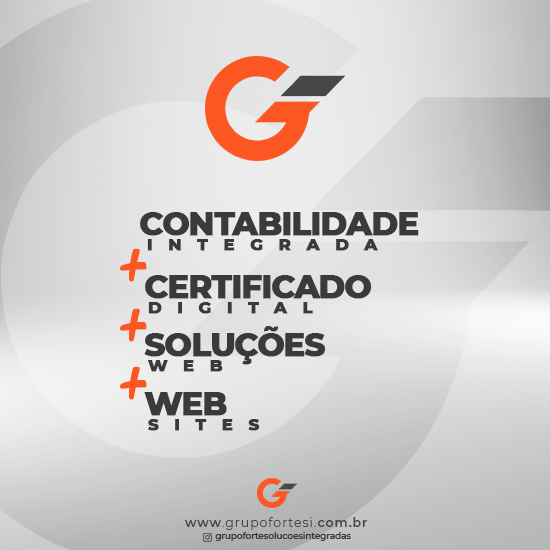 CONTABILIDADE
INTEGRADA
+
CERTIFICADO
DIGITAL
+
SOLUÇÕES
WEB
+
WEB
SITES
www.grupofortesi.com.br
grupofortesolucoesintegradas